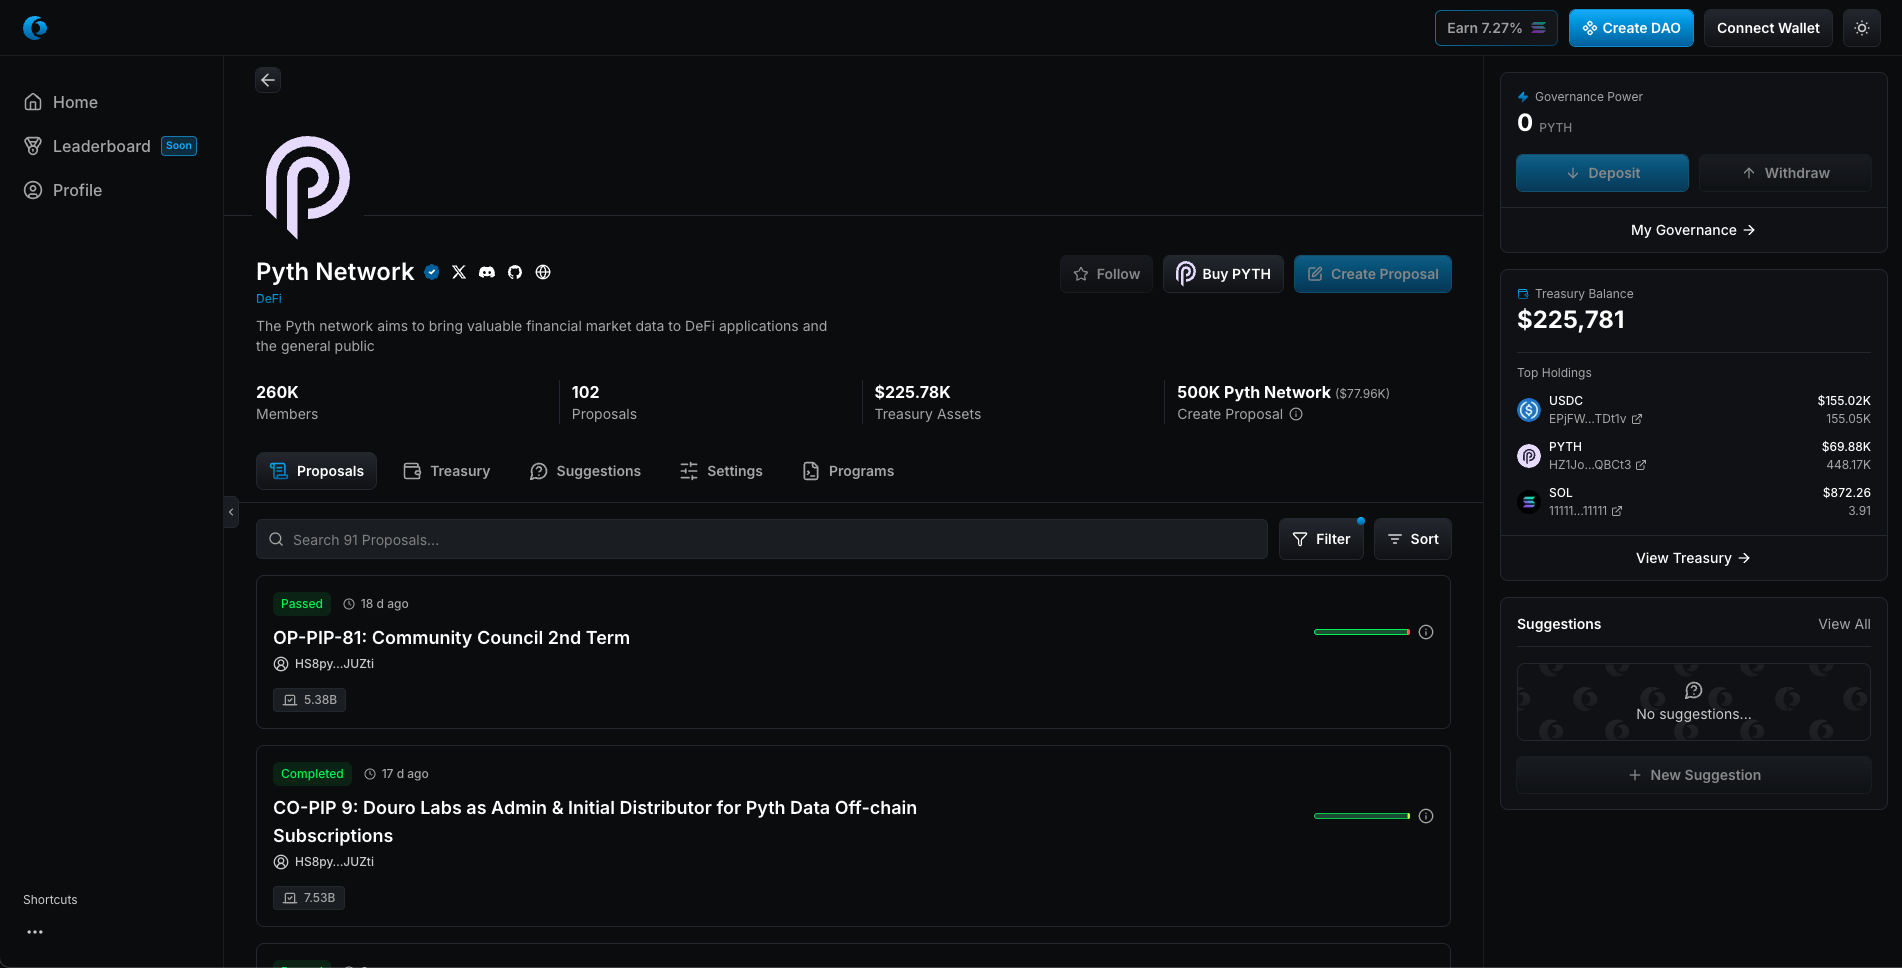 Earn 7.27%
Create DAO
Connect Wallet
Home
Leaderboard Soon
Profile
Shortcuts
Pyth Network
DeFi
The Pyth network aims to bring valuable financial market data to DeFi applications and
the general public
Follow
Buy PYTH
Create Proposal
260K
Members
102
Proposals
$225.78K
Treasury Assets
500K Pyth Network ($77.96K)
Create Proposal
Proposals
Treasury
Suggestions
Settings
Programs
Search 91 Proposals...
Filter
Sort
Passed 18 d ago
OP-PIP-81: Community Council 2nd Term
HS8py...JUZti
5.38B
Completed 17 d ago
CO-PIP 9: Douro Labs as Admin & Initial Distributor for Pyth Data Off-chain
Subscriptions
HS8py...JUZti
7.53B
Governance Power
0 PYTH
Deposit
Withdraw
My Governance
Treasury Balance
$225,781
Top Holdings
USDC $155.02K
EPjFW...TDt1v 155.05K
PYTH $69.88K
HZ1Jo...QBCt3 448.17K
SOL $872.26
11111...11111 3.91
View Treasury
Suggestions View All
No suggestions...
New Suggestion